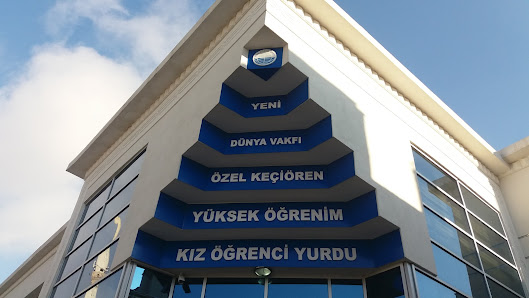 YENİ
DÜNYA VAKFI
ÖZEL KEÇİÖREN
YÜKSEK ÖĞRENİM
KIZ ÖĞRENCİ YURDU